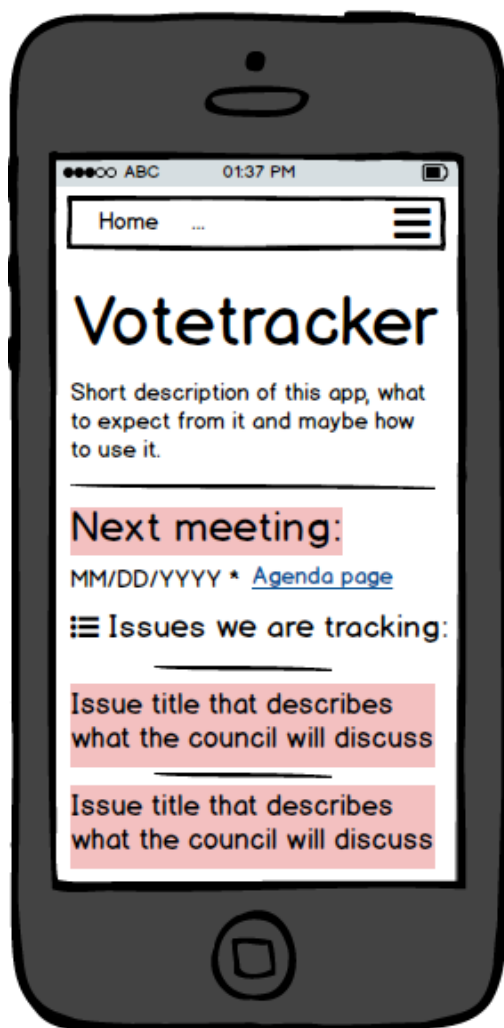 ABC 01:37 PM
Home ...
Votetracker
Short description of this app, what
to expect from it and maybe how
to use it.
Next meeting:
MM/DD/YYYY * Agenda page
Issues we are tracking:
Issue title that describes
what the council will discuss
Issue title that describes
what the council will discuss